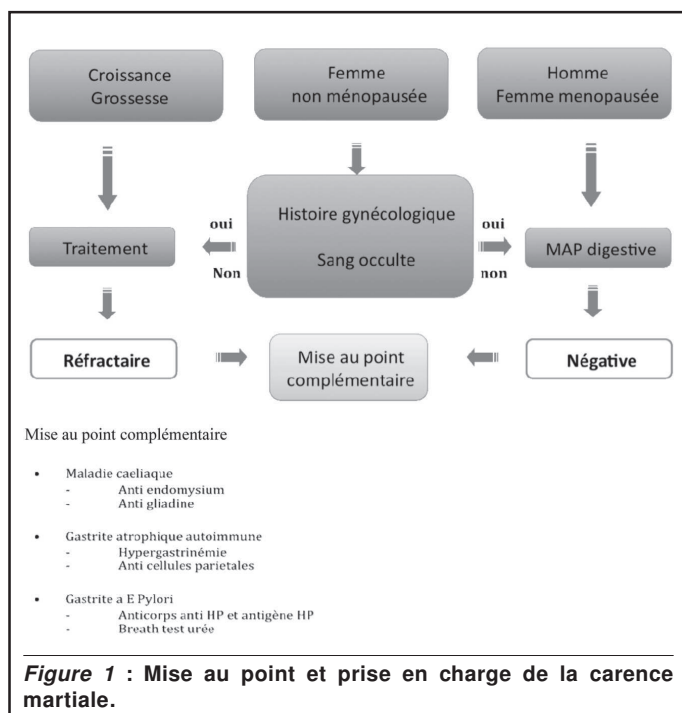 Croissance
Grossesse
Femme
non ménopausée
Homme
Femme menopausée
oui
Histoire gynécologique
oui
Traitement
Sang occulte
MAP digestive
Non
non
Réfractaire
Mise au point
complémentaire
Négative
Mise au point complémentaire
• Maladie caeliaque
- Anti endomysium
- Anti gliadine
• Gastrite atrophique autoimmune
- Hypergastrinémie
- Anti cellules parietales
• Gastrite a E Pylori
- Anticorps anti HP et antigène HP
- Breath test urée
Figure 1 : Mise au point et prise en charge de la carence
martiale.